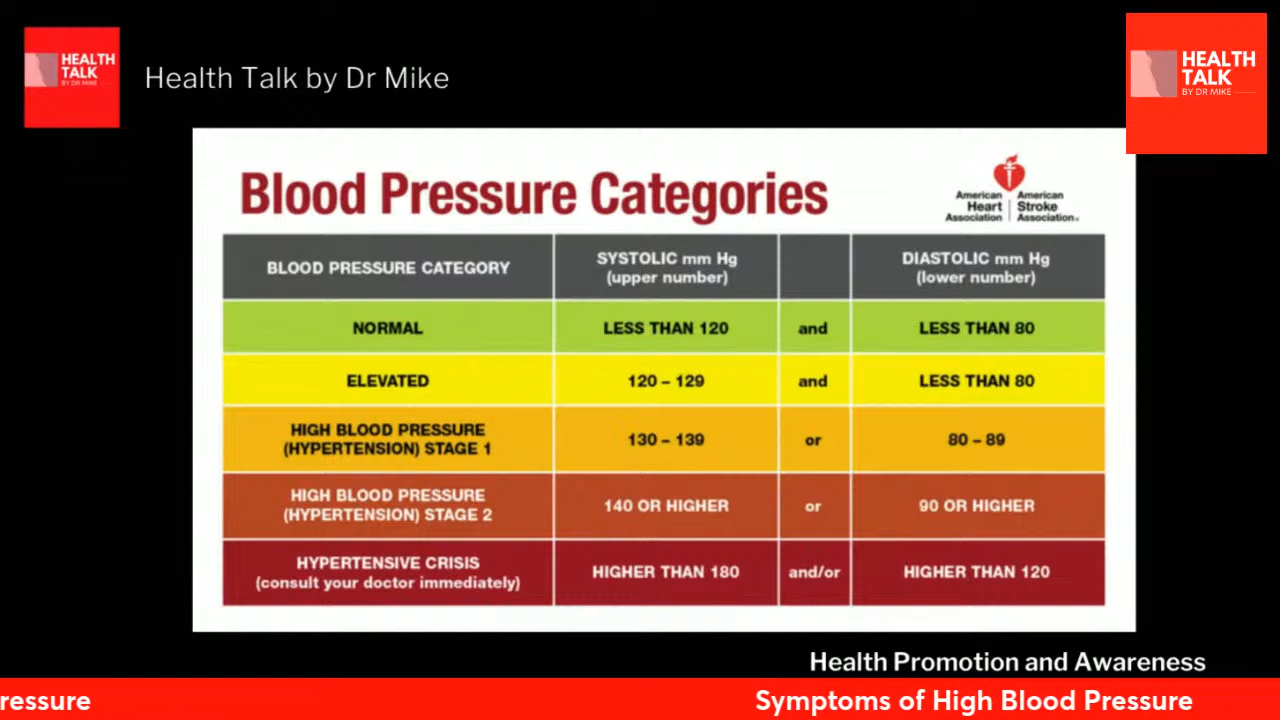 HEALTH
TALK
BY DR MIKE
Health Talk by Dr Mike
HEALTH
TALK
BY DR MIKE
Blood Pressure Categories
American American
Heart Stroke
Association Association®
BLOOD PRESSURE CATEGORY
SYSTOLIC mm Hg
(upper number)
DIASTOLIC mm Hg
(lower number)
NORMAL LESS THAN 120 and LESS THAN 80
ELEVATED 120 – 129 and LESS THAN 80
HIGH BLOOD PRESSURE
(HYPERTENSION) STAGE 1
130 – 139 or 80 – 89
HIGH BLOOD PRESSURE
(HYPERTENSION) STAGE 2
140 OR HIGHER or 90 OR HIGHER
HYPERTENSIVE CRISIS
(consult your doctor immediately)
HIGHER THAN 180 and/or HIGHER THAN 120
Health Promotion and Awareness
ressure Symptoms of High Blood Pressure